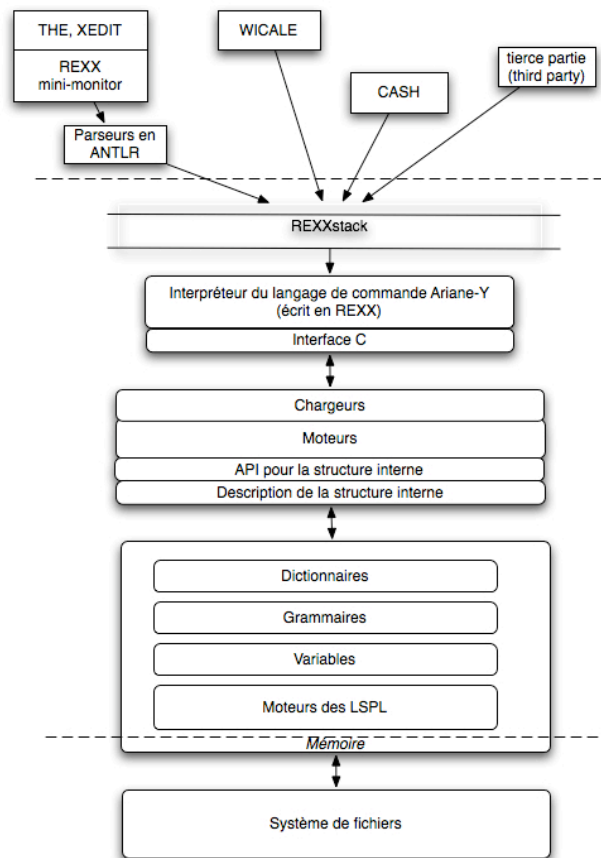 THE, XEDIT
REXX
mini-monitor
Parseurs en
ANTLR
WICALE
CASH
tierce partie
(third party)
REXXstack
Interpréteur du langage de commande Ariane-Y
(écrit en REXX)
Interface C
Chargeurs
Moteurs
API pour la structure interne
Description de la structure interne
Dictionnaires
Grammaires
Variables
Moteurs des LSPL
Mémoire
Système de fichiers